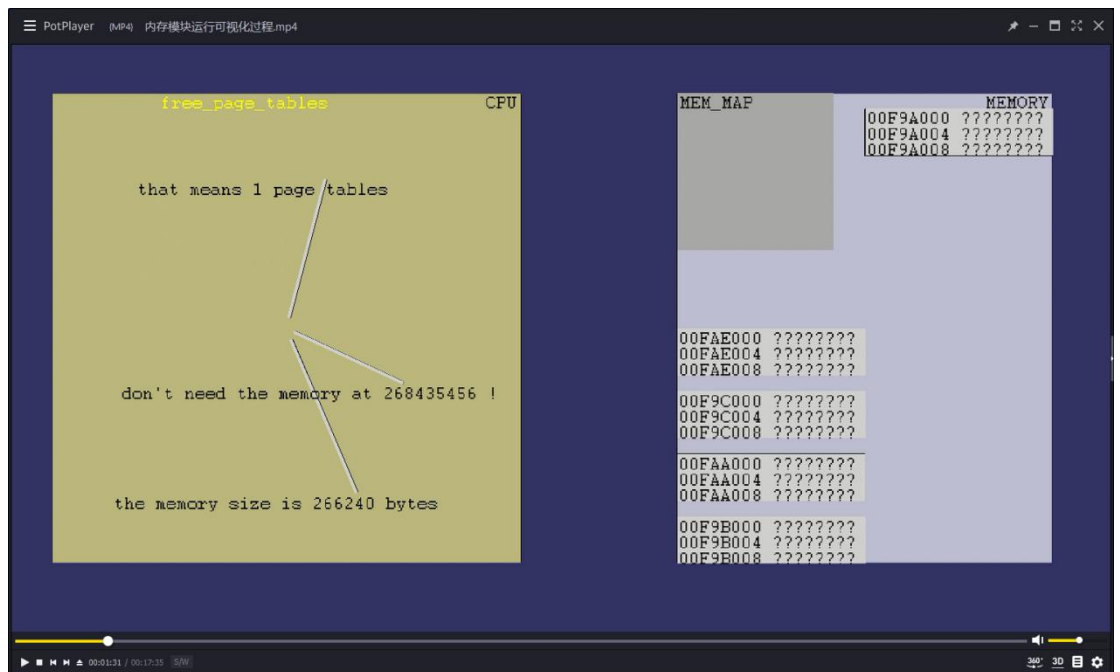 PotPlayer (MP4) 内存模块运行可视化过程.mp4
free_page_tables
CPU
that means 1 page tables
don't need the memory at 268435456 !
the memory size is 266240 bytes
MEM_MAP
MEMORY
00F9A000 ????????
00F9A004 ????????
00F9A008 ????????
00FAE000 ????????
00FAE004 ????????
00FAE008 ????????
00F9C000 ????????
00F9C004 ????????
00F9C008 ????????
00FAA000 ????????
00FAA004 ????????
00FAA008 ????????
00F9B000 ????????
00F9B004 ????????
00F9B008 ????????
00:01:31 / 00:17:35 S/W
360° 3D